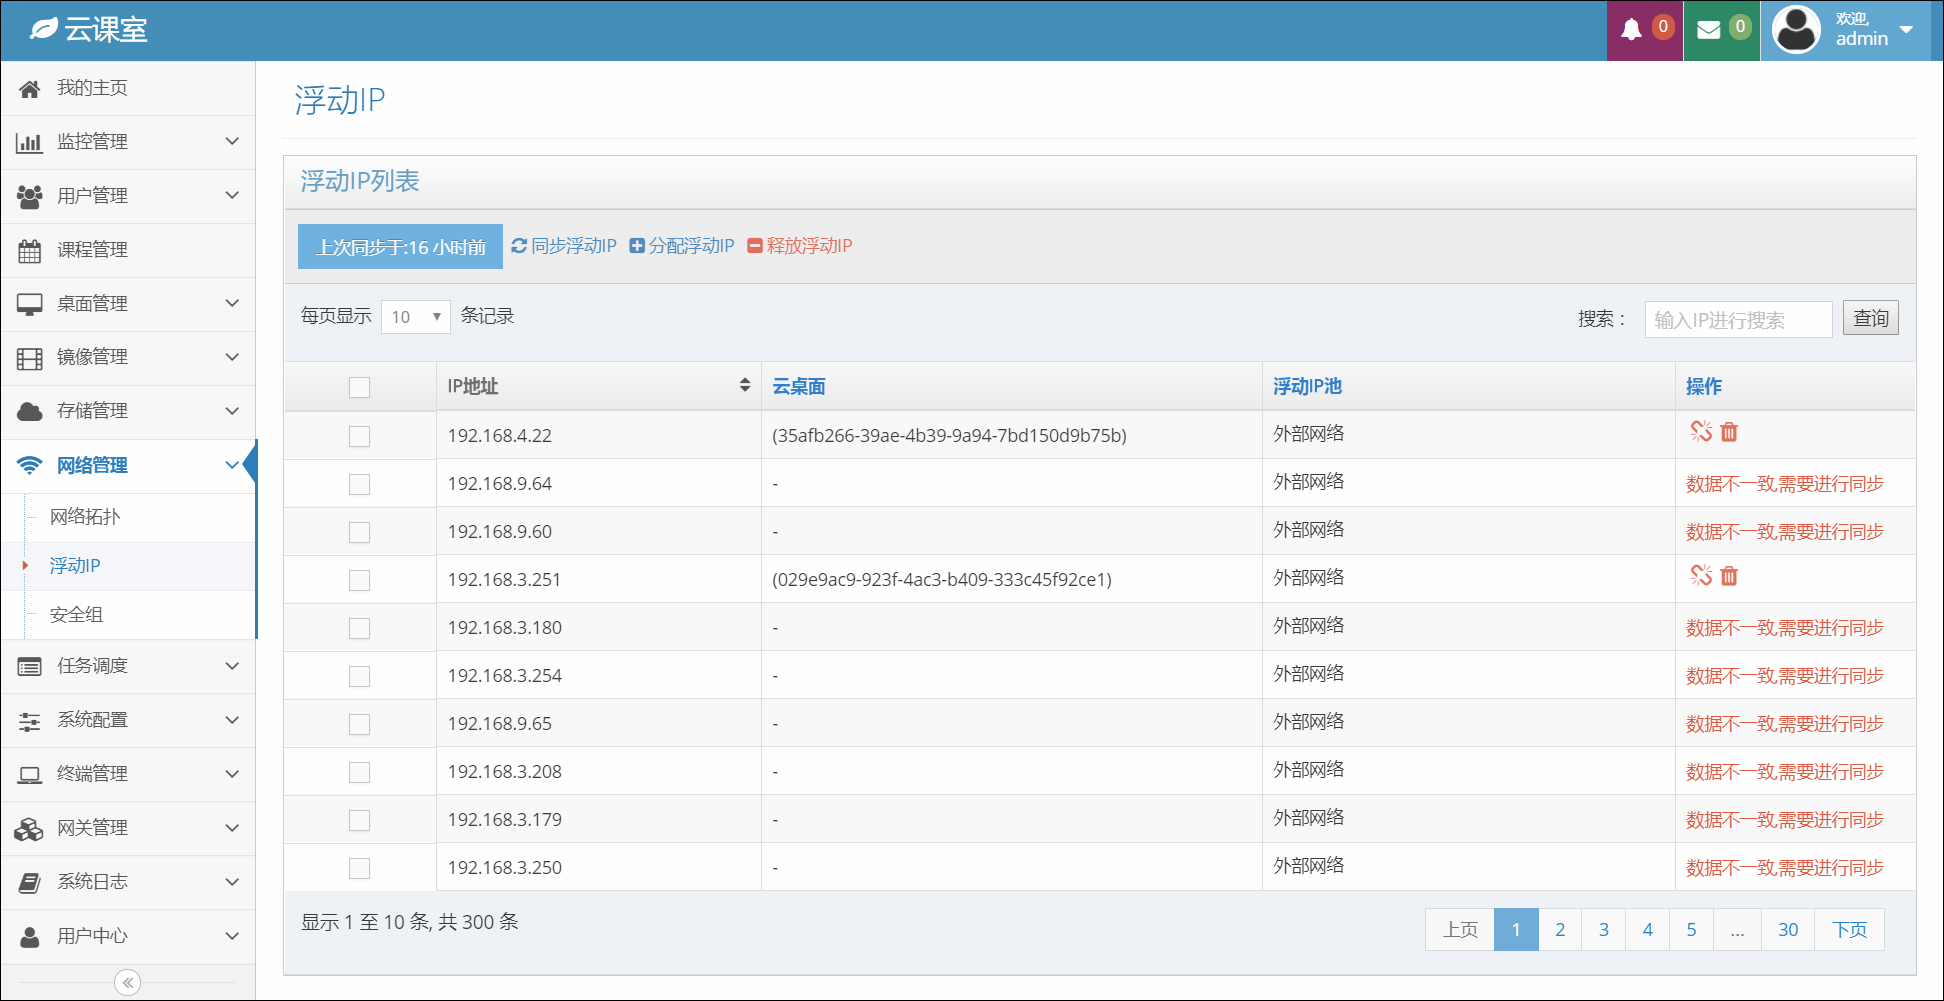 云课室
0
0
欢迎,
admin
我的主页
监控管理
用户管理
课程管理
桌面管理
镜像管理
存储管理
网络管理
网络拓扑
浮动IP
安全组
任务调度
系统配置
终端管理
网关管理
系统日志
用户中心
浮动IP
浮动IP列表
上次同步于:16 小时前 同步浮动IP 分配浮动IP 释放浮动IP
每页显示 10 条记录 搜索： 输入IP进行搜索 查询
IP地址 云桌面 浮动IP池 操作
192.168.4.22 (35afb266-39ae-4b39-9a94-7bd150d9b75b) 外部网络
192.168.9.64 - 外部网络 数据不一致,需要进行同步
192.168.9.60 - 外部网络 数据不一致,需要进行同步
192.168.3.251 (029e9ac9-923f-4ac3-b409-333c45f92ce1) 外部网络
192.168.3.180 - 外部网络 数据不一致,需要进行同步
192.168.3.254 - 外部网络 数据不一致,需要进行同步
192.168.9.65 - 外部网络 数据不一致,需要进行同步
192.168.3.208 - 外部网络 数据不一致,需要进行同步
192.168.3.179 - 外部网络 数据不一致,需要进行同步
192.168.3.250 - 外部网络 数据不一致,需要进行同步
显示 1 至 10 条, 共 300 条 上页 1 2 3 4 5 ... 30 下页